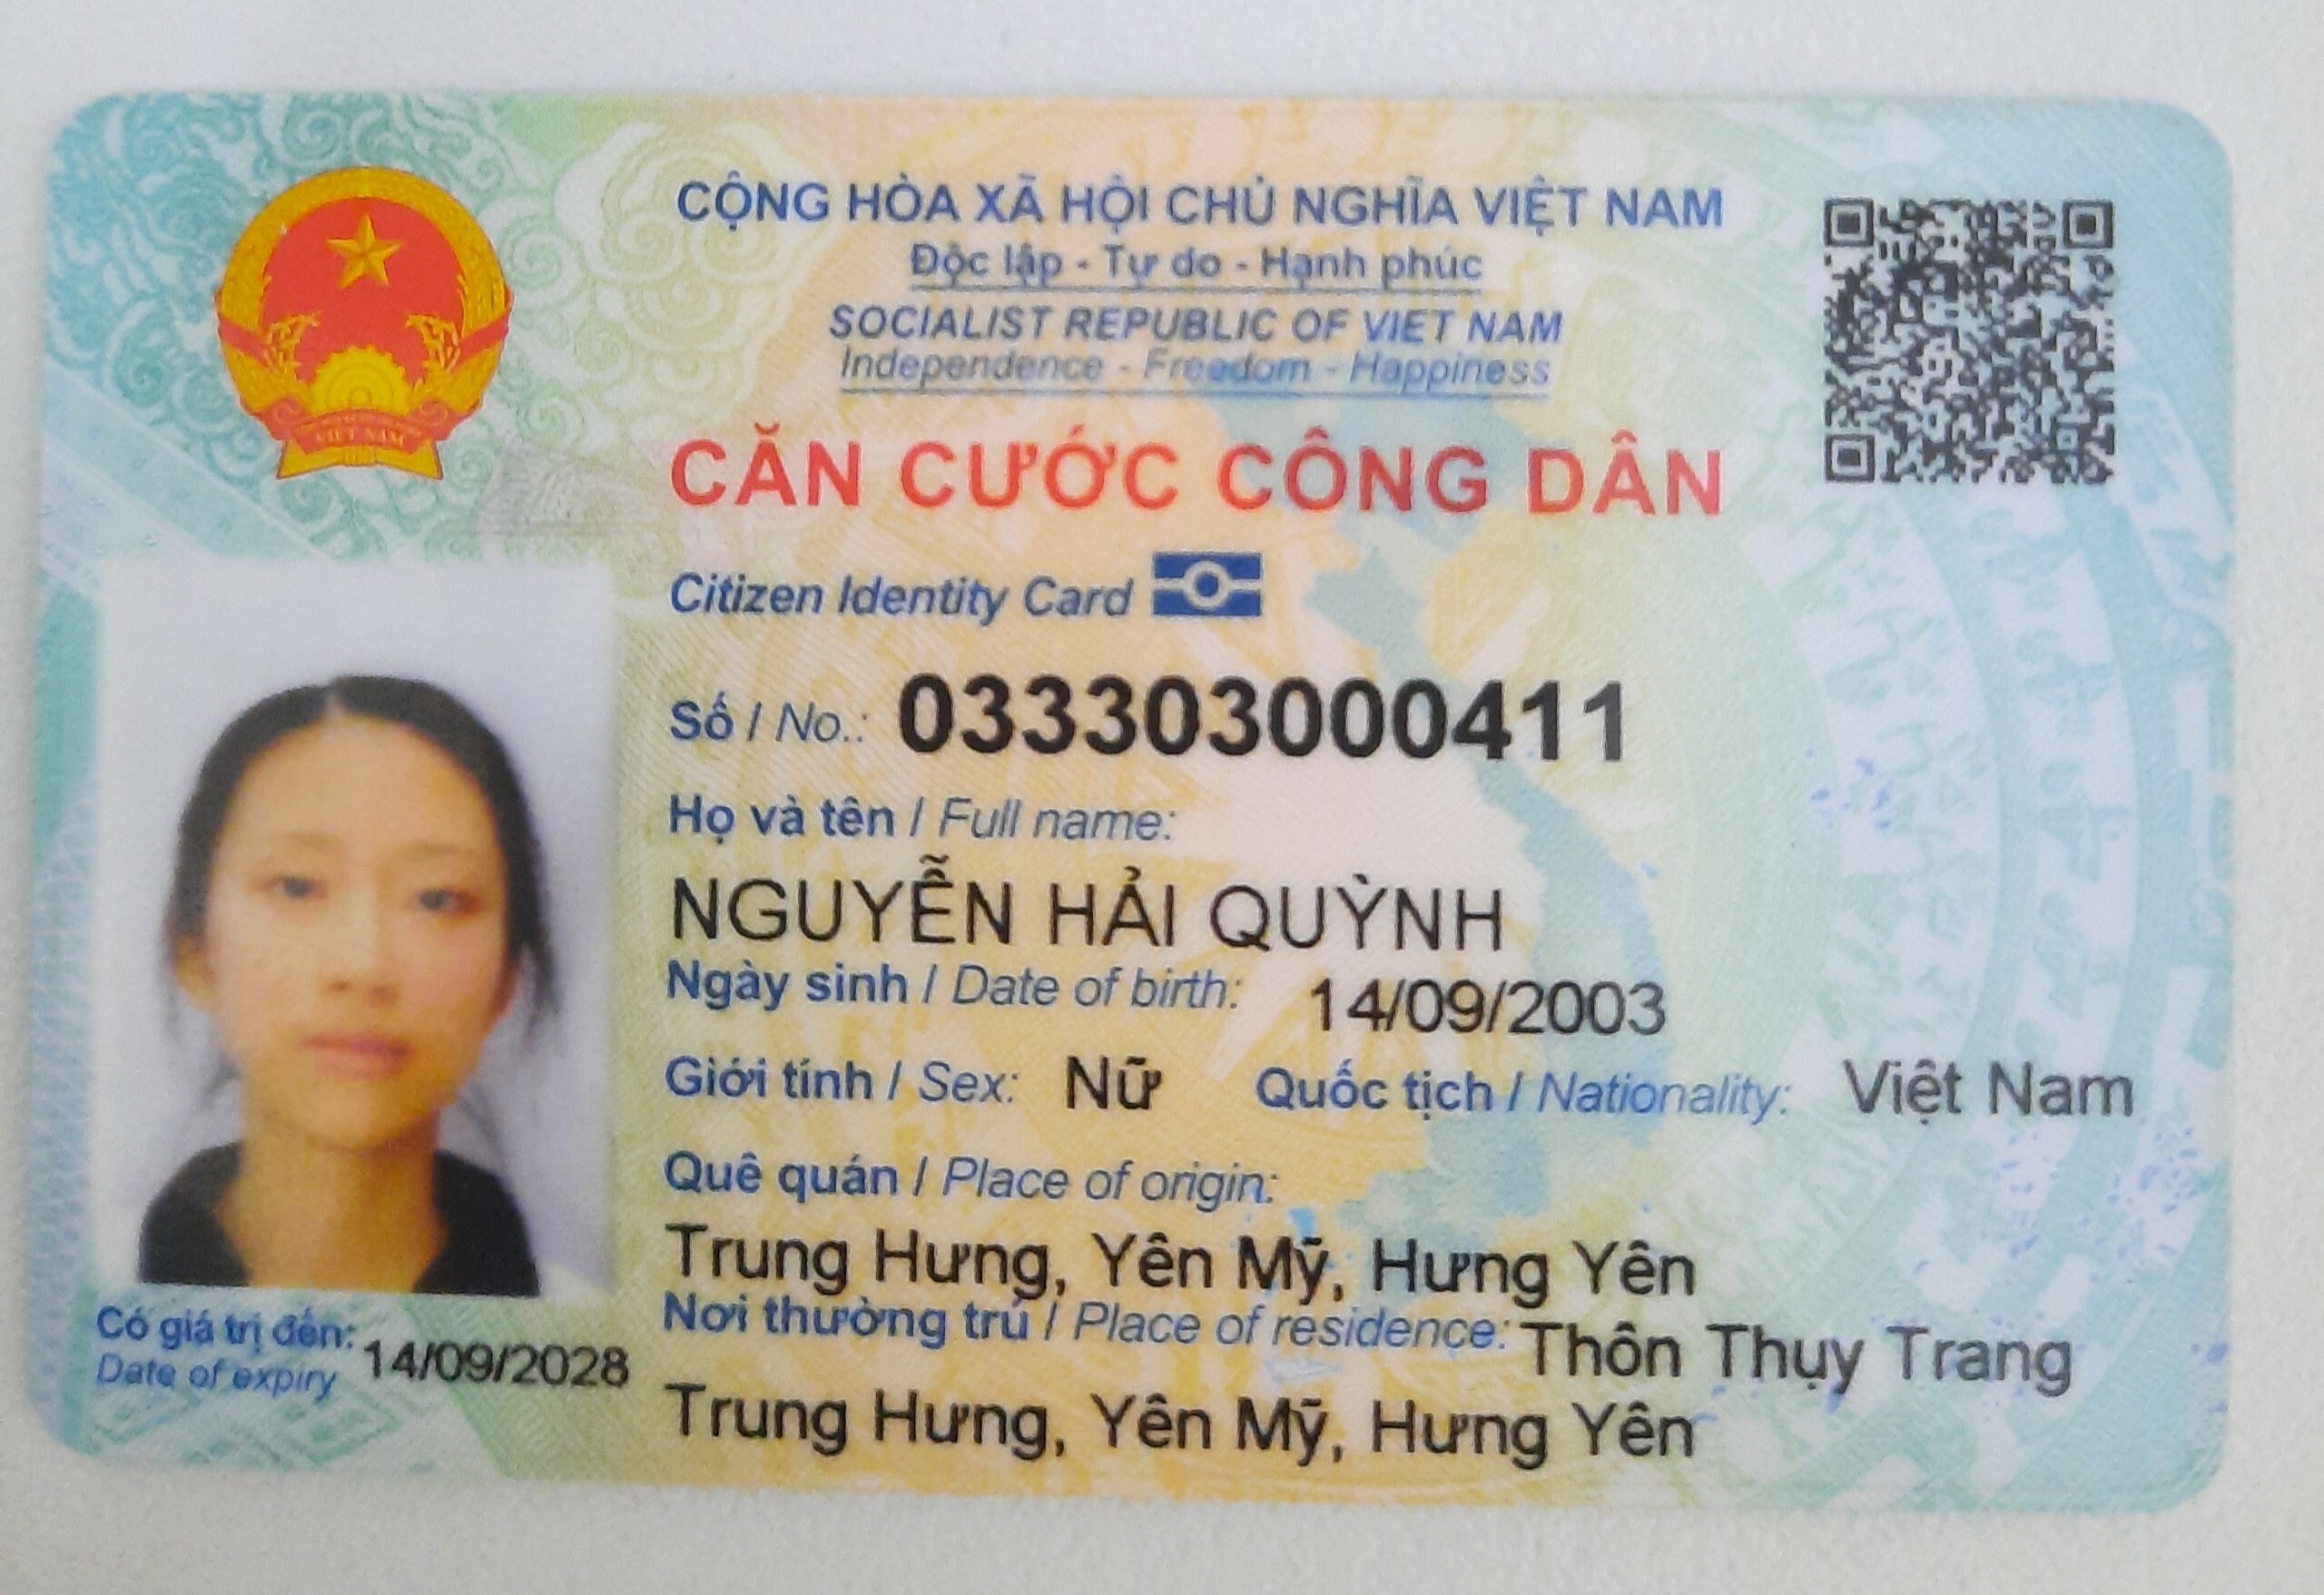 CỘNG HÒA XÃ HỘI CHỦ NGHĨA VIỆT NAM
Độc lập - Tự do - Hạnh phúc
SOCIALIST REPUBLIC OF VIET NAM
Independence - Freedom - Happiness
VIỆT NAM
CĂN CƯỚC CÔNG DÂN
Citizen Identity Card
Số / No.: 033303000411
Họ và tên / Full name:
NGUYỄN HẢI QUỲNH
Ngày sinh / Date of birth: 14/09/2003
Giới tính / Sex: Nữ Quốc tịch / Nationality: Việt Nam
Quê quán / Place of origin:
Trung Hưng, Yên Mỹ, Hưng Yên
Nơi thường trú / Place of residence: Thôn Thụy Trang
Trung Hưng, Yên Mỹ, Hưng Yên
Có giá trị đến: 14/09/2028
Date of expiry